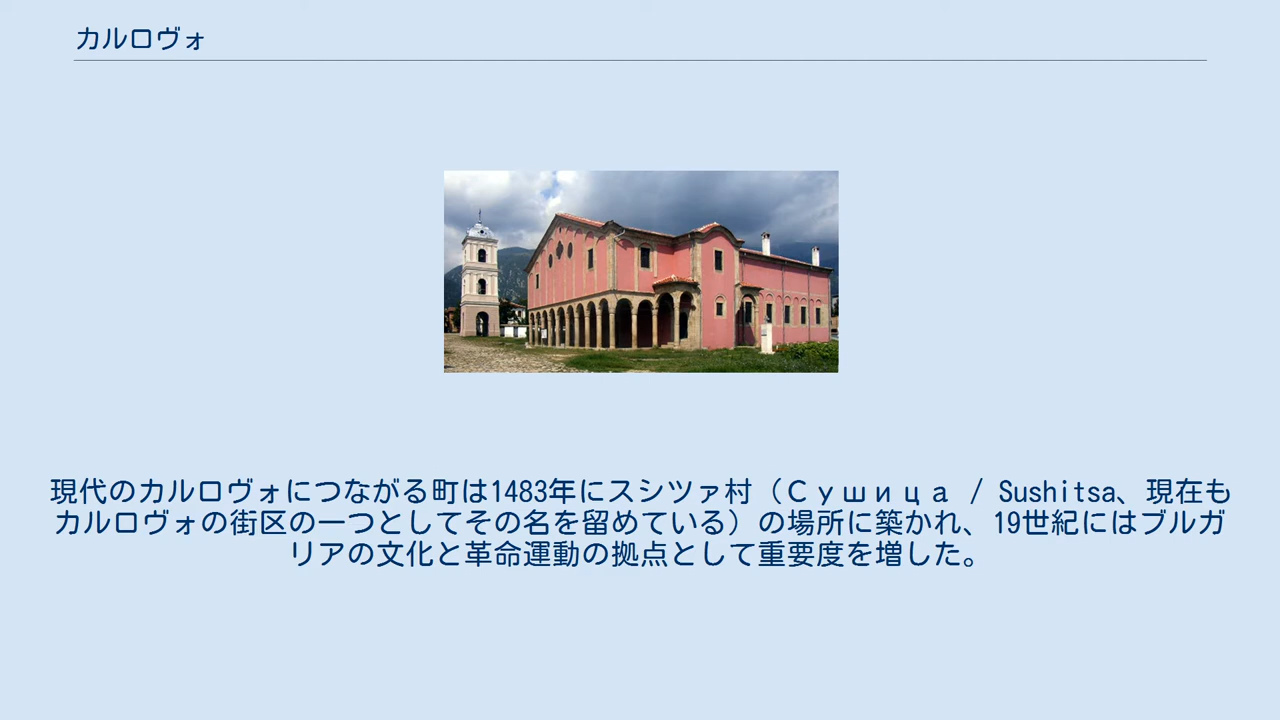 カルロヴォ
現代のカルロヴォにつながる町は1483年にスシツァ村（Сушица / Sushitsa、現在も
カルロヴォの街区の一つとしてその名を留めている）の場所に築かれ、19世紀にはブルガ
リアの文化と革命運動の拠点として重要度を増した。